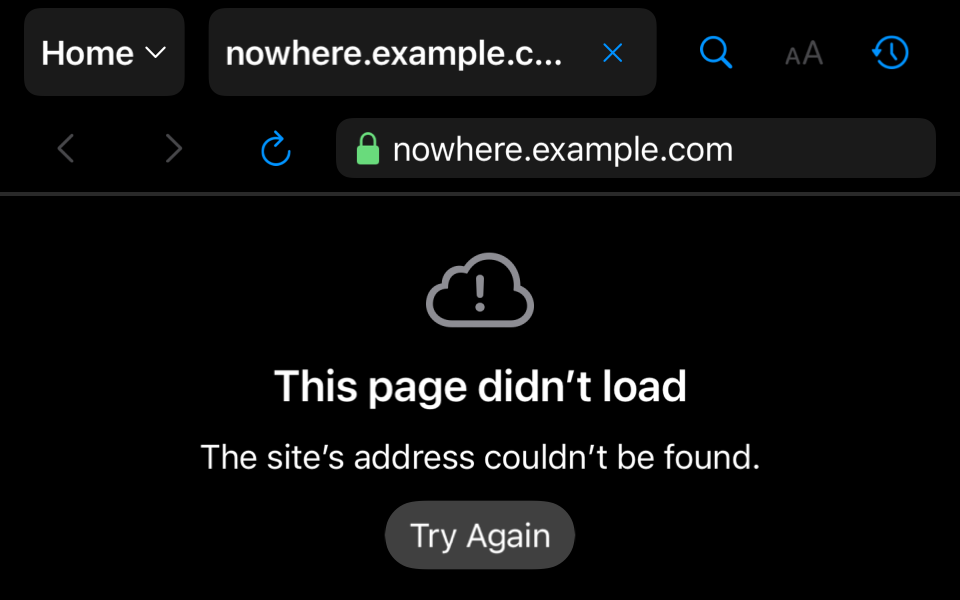 Home
nowhere.example.c...
AA
nowhere.example.com
This page didn’t load
The site’s address couldn’t be found.
Try Again